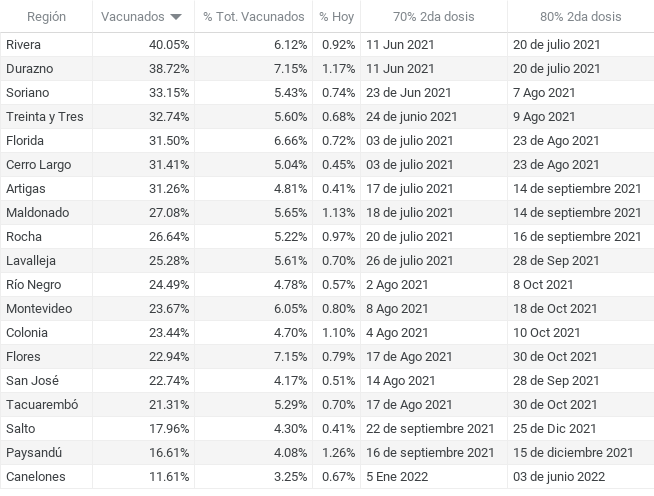 Región Vacunados % Tot. Vacunados % Hoy 70% 2da dosis 80% 2da dosis
Rivera 40.05% 6.12% 0.92% 11 Jun 2021 20 de julio 2021
Durazno 38.72% 7.15% 1.17% 11 Jun 2021 20 de julio 2021
Soriano 33.15% 5.43% 0.74% 23 de Jun 2021 7 Ago 2021
Treinta y Tres 32.74% 5.60% 0.68% 24 de junio 2021 9 Ago 2021
Florida 31.50% 6.66% 0.72% 03 de julio 2021 23 de Ago 2021
Cerro Largo 31.41% 5.04% 0.45% 03 de julio 2021 23 de Ago 2021
Artigas 31.26% 4.81% 0.41% 17 de julio 2021 14 de septiembre 2021
Maldonado 27.08% 5.65% 1.13% 18 de julio 2021 14 de septiembre 2021
Rocha 26.64% 5.22% 0.97% 20 de julio 2021 16 de septiembre 2021
Lavalleja 25.28% 5.61% 0.70% 26 de julio 2021 28 de Sep 2021
Río Negro 24.49% 4.78% 0.57% 2 Ago 2021 8 Oct 2021
Montevideo 23.67% 6.05% 0.80% 8 Ago 2021 18 de Oct 2021
Colonia 23.44% 4.70% 1.10% 4 Ago 2021 10 Oct 2021
Flores 22.94% 7.15% 0.79% 17 de Ago 2021 30 de Oct 2021
San José 22.74% 4.17% 0.51% 14 Ago 2021 28 de Sep 2021
Tacuarembó 21.31% 5.29% 0.70% 17 de Ago 2021 30 de Oct 2021
Salto 17.96% 4.30% 0.41% 22 de septiembre 2021 25 de Dic 2021
Paysandú 16.61% 4.08% 1.26% 16 de septiembre 2021 15 de diciembre 2021
Canelones 11.61% 3.25% 0.67% 5 Ene 2022 03 de junio 2022